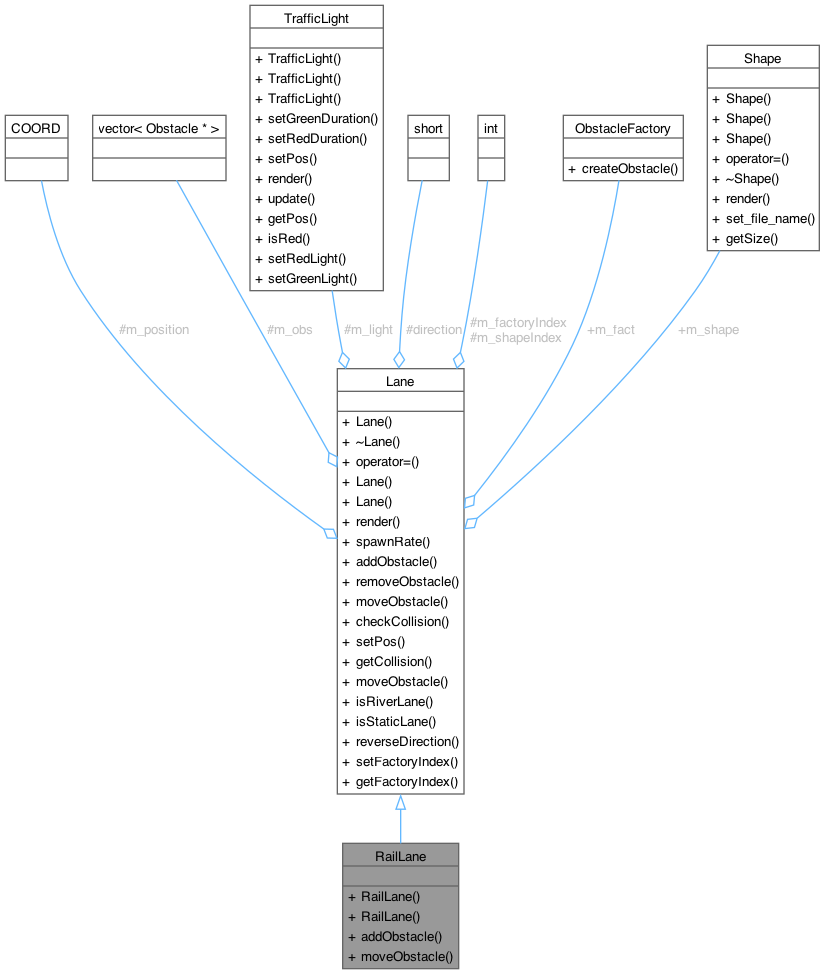 TrafficLight
+ TrafficLight()
+ TrafficLight()
+ TrafficLight()
+ setGreenDuration()
+ setRedDuration()
+ setPos()
+ render()
+ update()
+ getPos()
+ isRed()
+ setRedLight()
+ setGreenLight()
Shape
+ Shape()
+ Shape()
+ Shape()
+ operator=()
+ ~Shape()
+ render()
+ set_file_name()
+ getSize()
COORD
vector< Obstacle * >
short
int
ObstacleFactory
+ createObstacle()
#m_position
#m_obs
#m_light
#direction
#m_factoryIndex
#m_shapeIndex
+m_fact
+m_shape
Lane
+ Lane()
+ ~Lane()
+ operator=()
+ Lane()
+ Lane()
+ render()
+ spawnRate()
+ addObstacle()
+ removeObstacle()
+ moveObstacle()
+ checkCollision()
+ setPos()
+ getCollision()
+ moveObstacle()
+ isRiverLane()
+ isStaticLane()
+ reverseDirection()
+ setFactoryIndex()
+ getFactoryIndex()
RailLane
+ RailLane()
+ RailLane()
+ addObstacle()
+ moveObstacle()